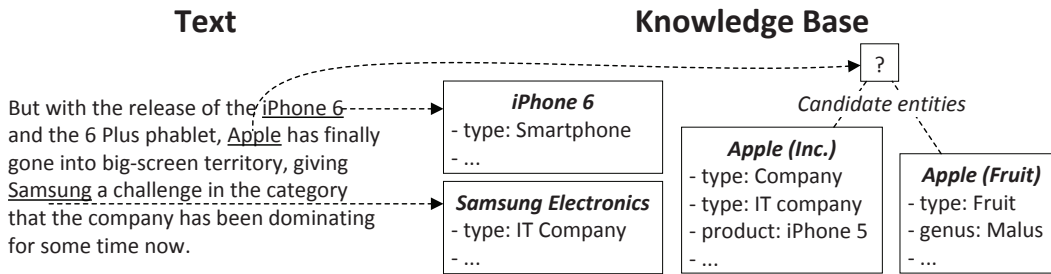 Text
Knowledge Base
?
But with the release of the iPhone 6
and the 6 Plus phablet, Apple has finally
gone into big-screen territory, giving
Samsung a challenge in the category
that the company has been dominating
for some time now.
iPhone 6
- type: Smartphone
- ...
Samsung Electronics
- type: IT Company
- ...
Candidate entities
Apple (Inc.)
- type: Company
- type: IT company
- product: iPhone 5
- ...
Apple (Fruit)
- type: Fruit
- genus: Malus
- ...